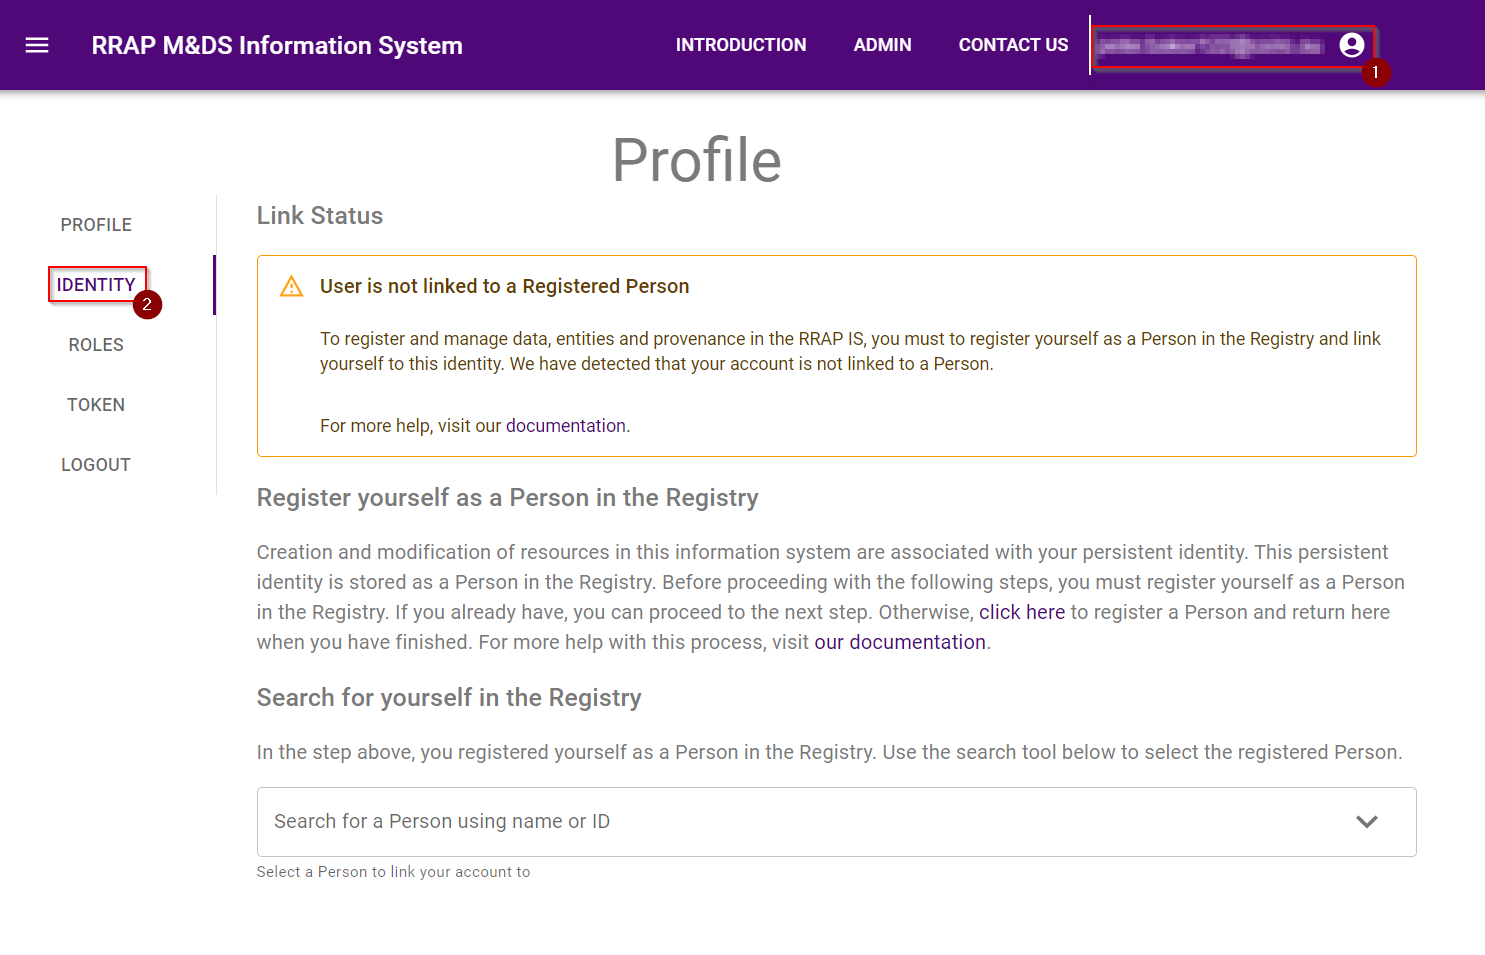 RRAP M&DS Information System
INTRODUCTION
ADMIN
CONTACT US
1
Profile
PROFILE
IDENTITY
2
ROLES
TOKEN
LOGOUT
Link Status
User is not linked to a Registered Person
To register and manage data, entities and provenance in the RRAP IS, you must to register yourself as a Person in the Registry and link
yourself to this identity. We have detected that your account is not linked to a Person.
For more help, visit our documentation.
Register yourself as a Person in the Registry
Creation and modification of resources in this information system are associated with your persistent identity. This persistent
identity is stored as a Person in the Registry. Before proceeding with the following steps, you must register yourself as a Person
in the Registry. If you already have, you can proceed to the next step. Otherwise, click here to register a Person and return here
when you have finished. For more help with this process, visit our documentation.
Search for yourself in the Registry
In the step above, you registered yourself as a Person in the Registry. Use the search tool below to select the registered Person.
Search for a Person using name or ID
Select a Person to link your account to